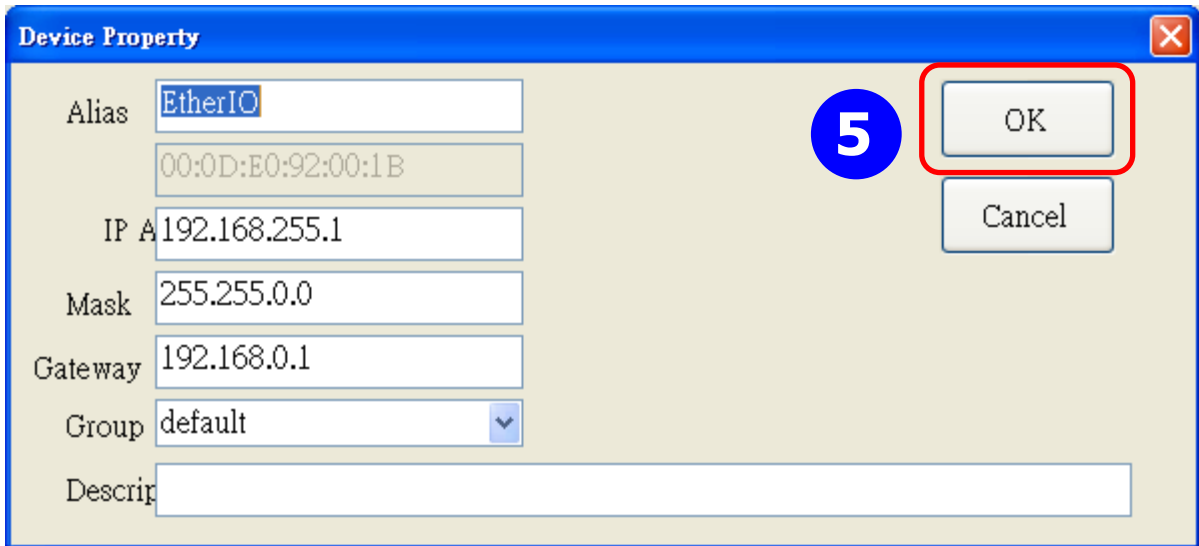 Device Property
Alias EtherIO
00:0D:E0:92:00:1B
IP A 192.168.255.1
Mask 255.255.0.0
Gateway 192.168.0.1
Group default
Descrip
5
OK
Cancel